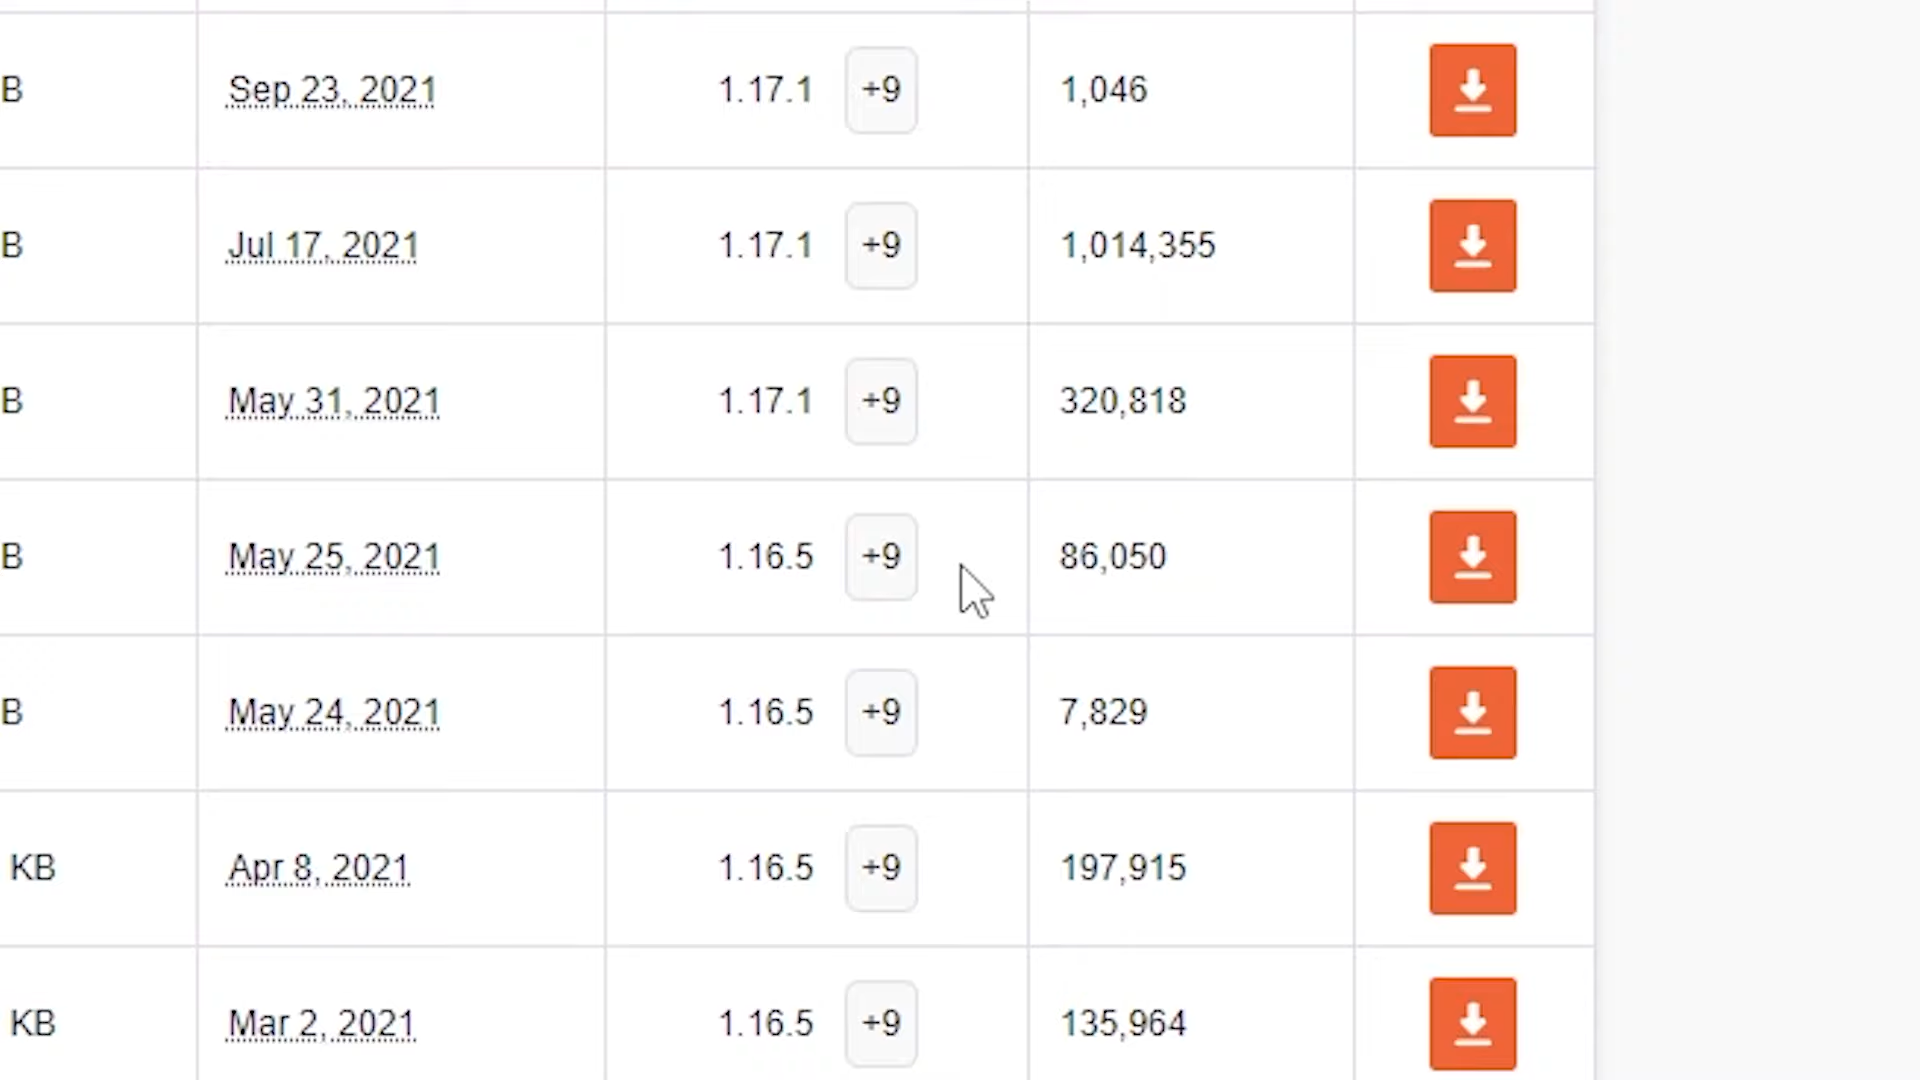 B Sep 23, 2021 1.17.1 +9 1,046
B Jul 17, 2021 1.17.1 +9 1,014,355
B May 31, 2021 1.17.1 +9 320,818
B May 25, 2021 1.16.5 +9 86,050
B May 24, 2021 1.16.5 +9 7,829
KB Apr 8, 2021 1.16.5 +9 197,915
KB Mar 2, 2021 1.16.5 +9 135,964